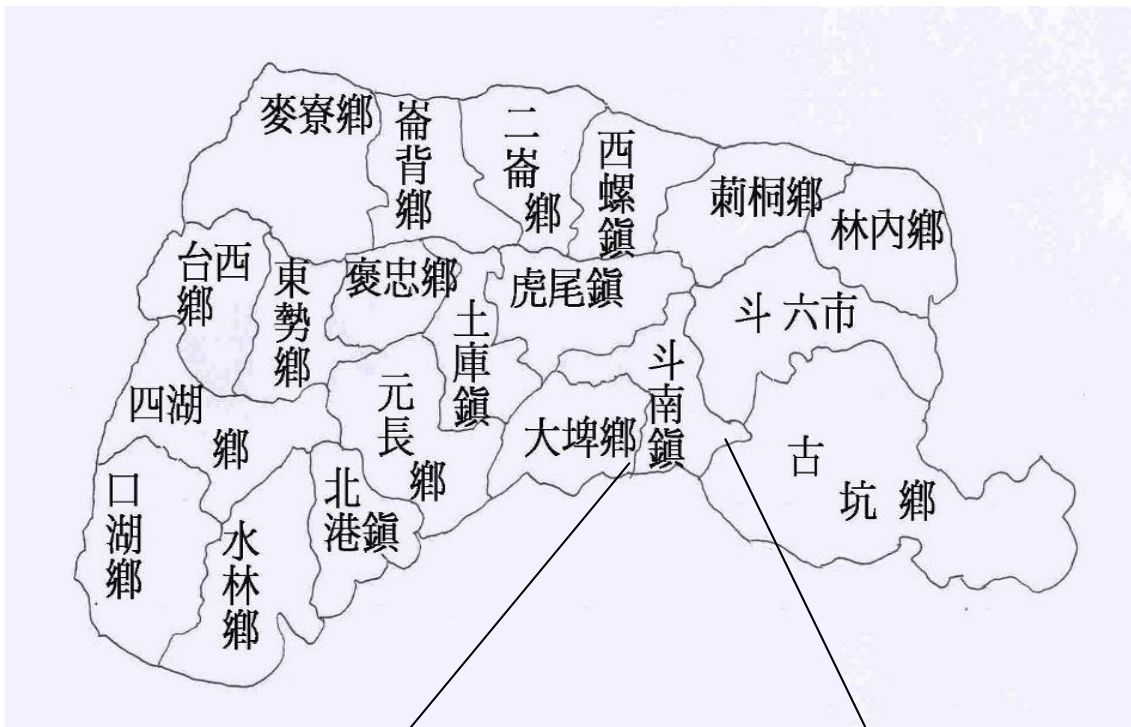 麥寮鄉
崙背鄉
二崙鄉
西螺鎮
莿桐鄉
林內鄉
台西鄉
東勢鄉
褒忠鄉
土庫鎮
虎尾鎮
斗六市
斗南鎮
四湖鄉
元長鄉
大埤鄉
古坑鄉
口湖鄉
水林鄉
北港鎮